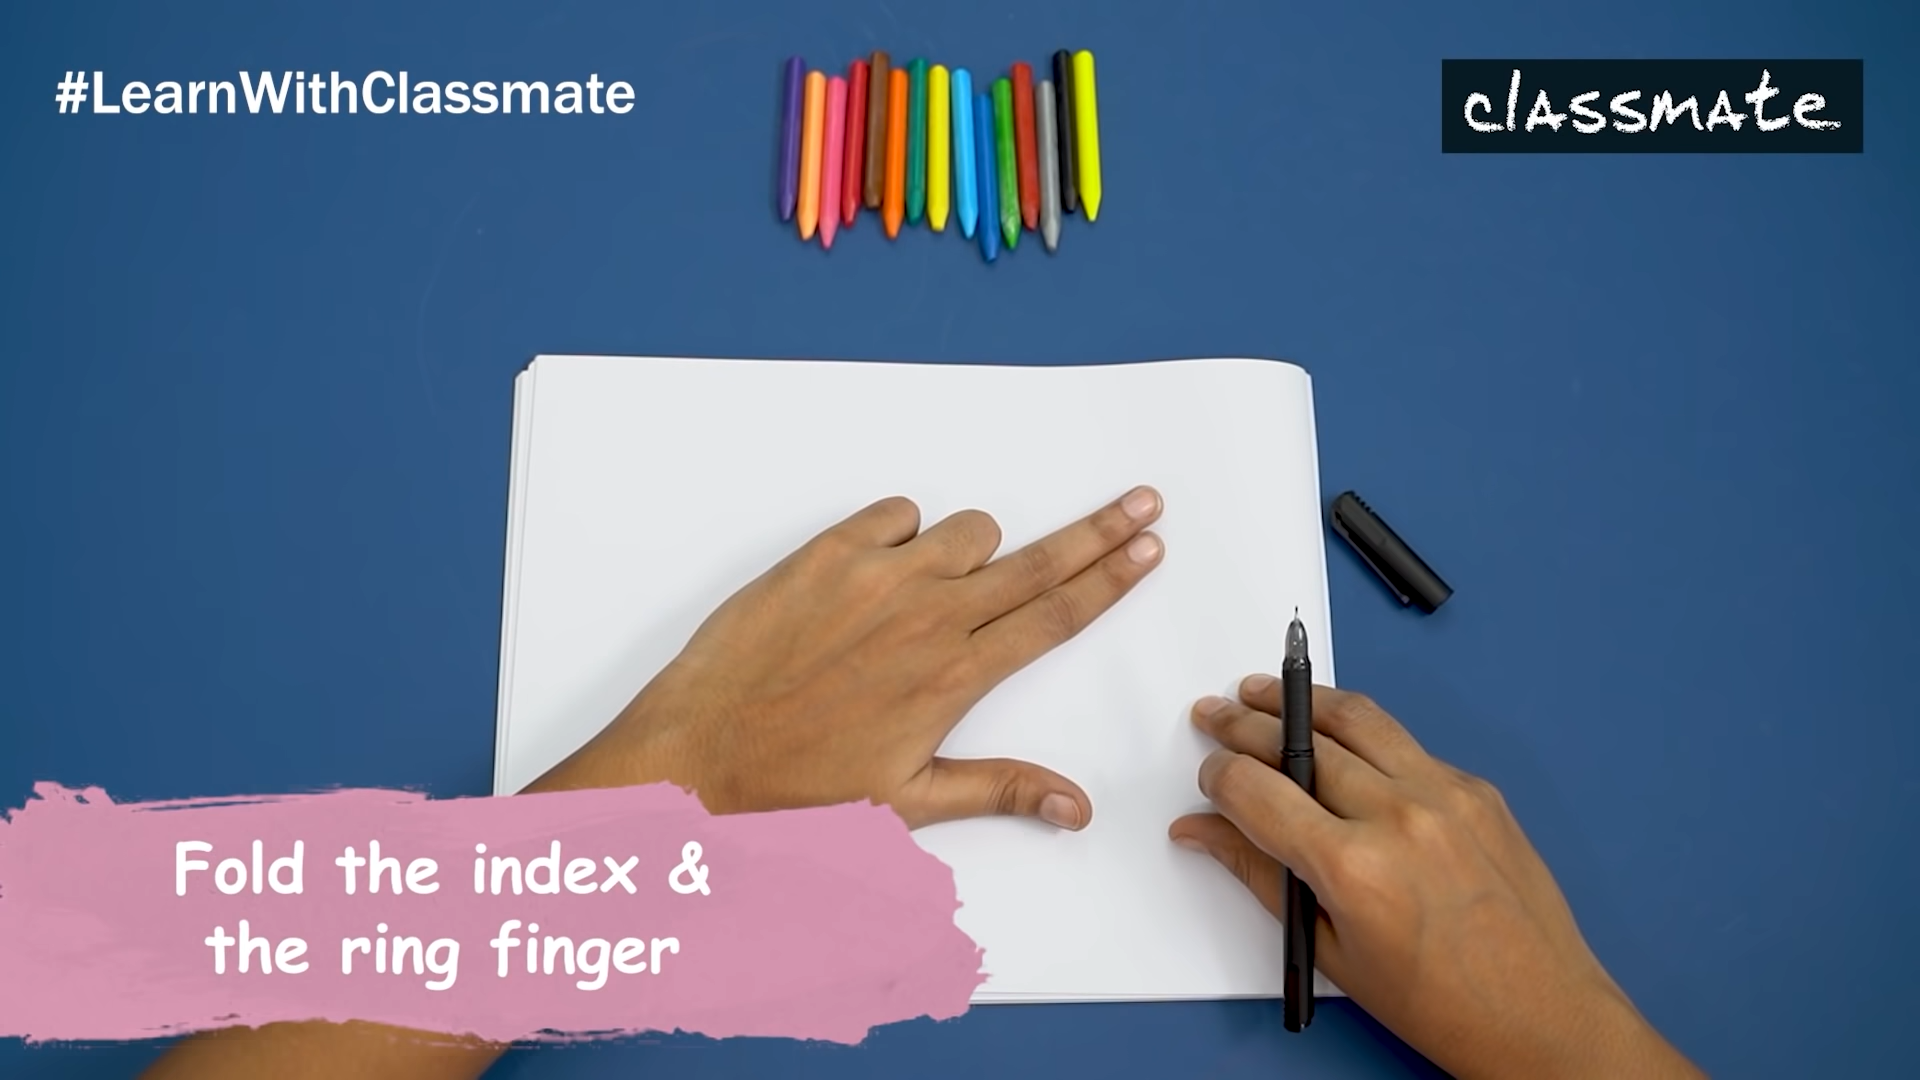 #LearnWithClassmate
classmate
Fold the index &
the ring finger